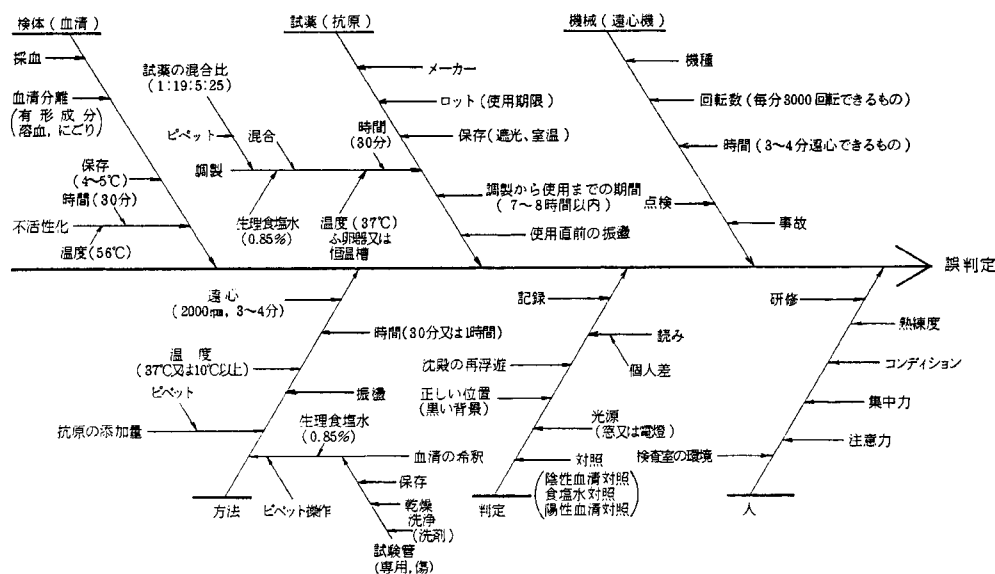 検体(血清)
採血
血清分離
(有形成分)
溶血,にごり
保存
(4~5℃)
時間(30分)
不活性化
温度(56℃)
試薬(抗原)
メーカー
ロット(使用期限)
保存(遮光、室温)
試薬の混合比
(1:19:5:25)
ピペット
混合
時間
(30分)
調製
生理食塩水
(0.85%)
温度(37℃)
ふ卵器又は
恒温槽
調製から使用までの期間
(7~8時間以内)
使用直前の振盪
機械(遠心機)
機種
回転数(毎分3000回転できるもの)
時間(3~4分遠心できるもの)
点検
事故
誤判定
遠心
(2000rpm,3~4分)
時間(30分又は1時間)
温度
(37℃又は10℃以上)
ピペット
振盪
抗原の添加量
生理食塩水
(0.85%)
血清の希釈
保存
乾燥
洗浄
(洗剤)
試験管
(専用,傷)
ピペット操作
方法
記録
読み
個人差
沈殿の再浮遊
正しい位置
(黒い背景)
光源
(窓又は電燈)
対照
(陰性血清対照)
食塩水対照
陽性血清対照
判定
研修
熟練度
コンディション
集中力
注意力
検査室の環境
人